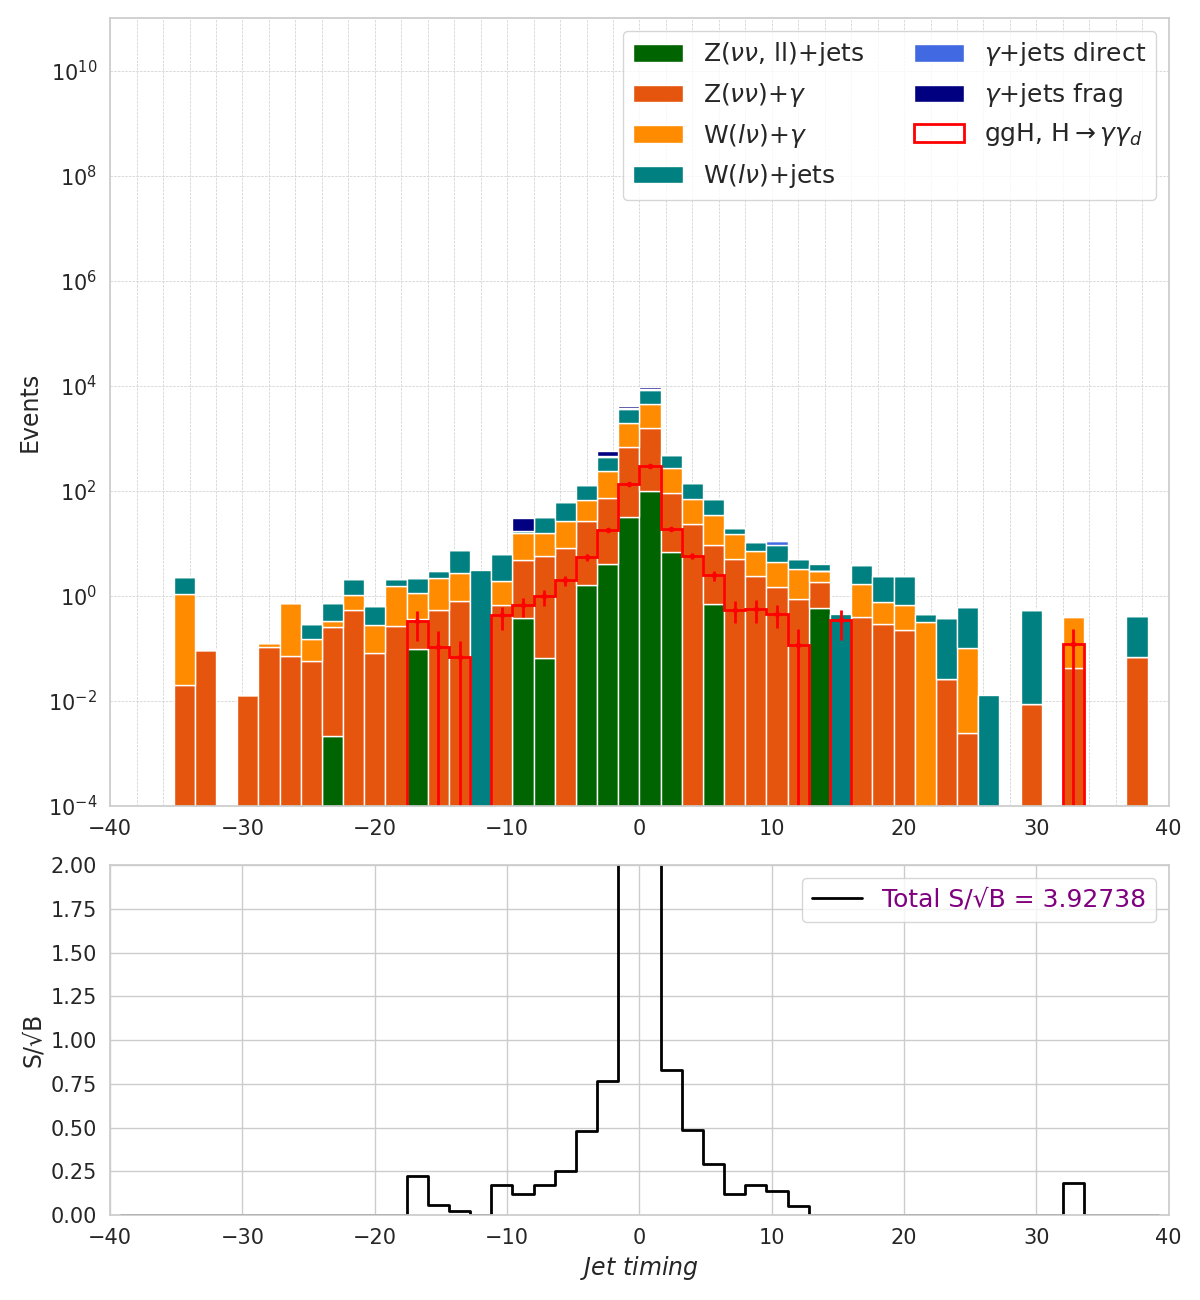 Z(νν, ll)+jets
Z(νν)+γ
W(lν)+γ
W(lν)+jets
γ+jets direct
γ+jets frag
ggH, H→γγ_d
Events
10^10
10^8
10^6
10^4
10^2
10^0
10^−2
10^−4
−40 −30 −20 −10 0 10 20 30 40
Total S/√B = 3.92738
S/√B
2.00
1.75
1.50
1.25
1.00
0.75
0.50
0.25
0.00
−40 −30 −20 −10 0 10 20 30 40
Jet timing